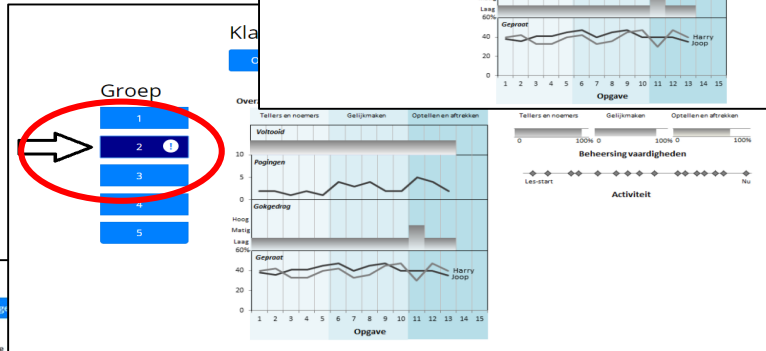 Laag
60%
Gepraat
40
20
0
Harry
Joop
1 2 3 4 5 6 7 8 9 10 11 12 13 14 15
Opgave
Kla
O
Groep
1
2 !
3
4
5
Over
Tellers en noemers Gelijkmaken Optellen en aftrekken
Voltooid
10
Pogingen
5
0
Gokgedrag
Hoog
Matig
Laag
60%
Gepraat
40
20
0
Harry
Joop
1 2 3 4 5 6 7 8 9 10 11 12 13 14 15
Opgave
Tellers en noemers Gelijkmaken Optellen en aftrekken
0 100% 0 100% 0 100%
Beheersing vaardigheden
Les-start Nu
Activiteit